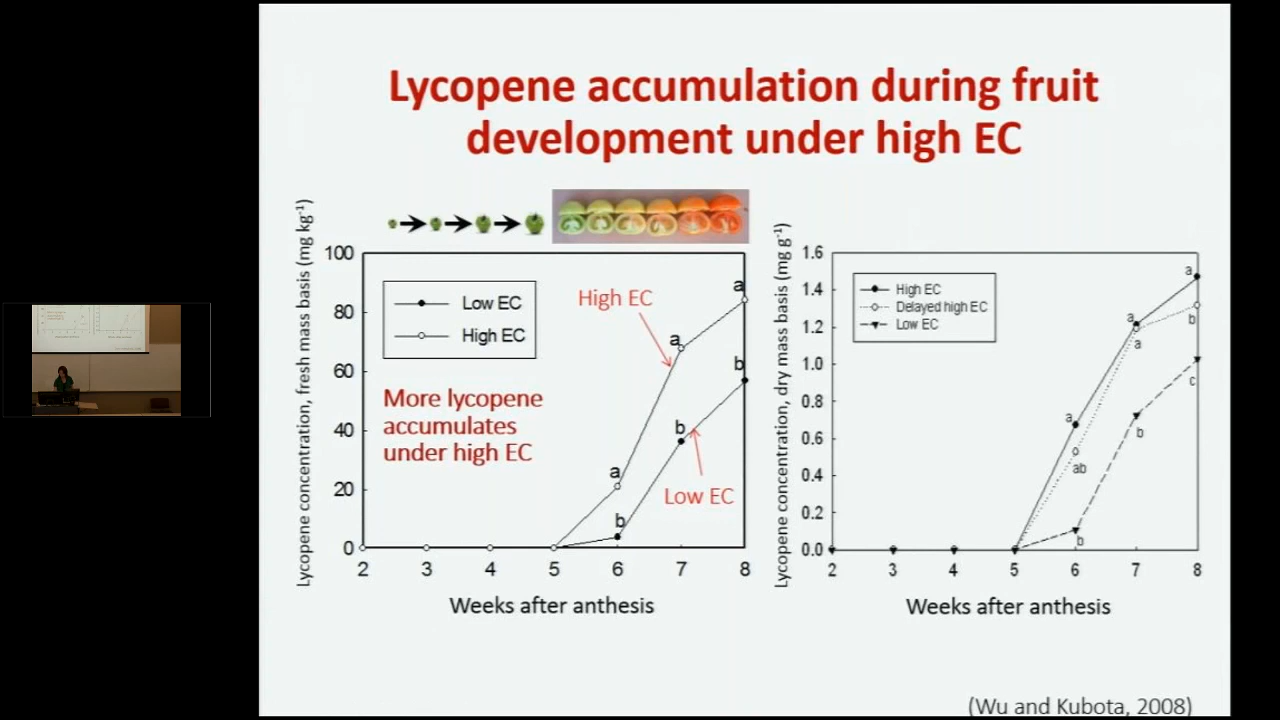 Lycopene accumulation during fruit
development under high EC
Lycopene concentration, fresh mass basis (mg kg⁻¹)
100
80
60
40
20
0
2 3 4 5 6 7 8
Weeks after anthesis
Low EC
High EC
More lycopene
accumulates
under high EC
High EC
Low EC
a
b
a
b
a
b
Lycopene concentration, dry mass basis (mg g⁻¹)
1.6
1.4
1.2
1.0
0.8
0.6
0.4
0.2
0.0
2 3 4 5 6 7 8
Weeks after anthesis
High EC
Delayed high EC
Low EC
a
ab
b
a
a
b
a
b
c
(Wu and Kubota, 2008)